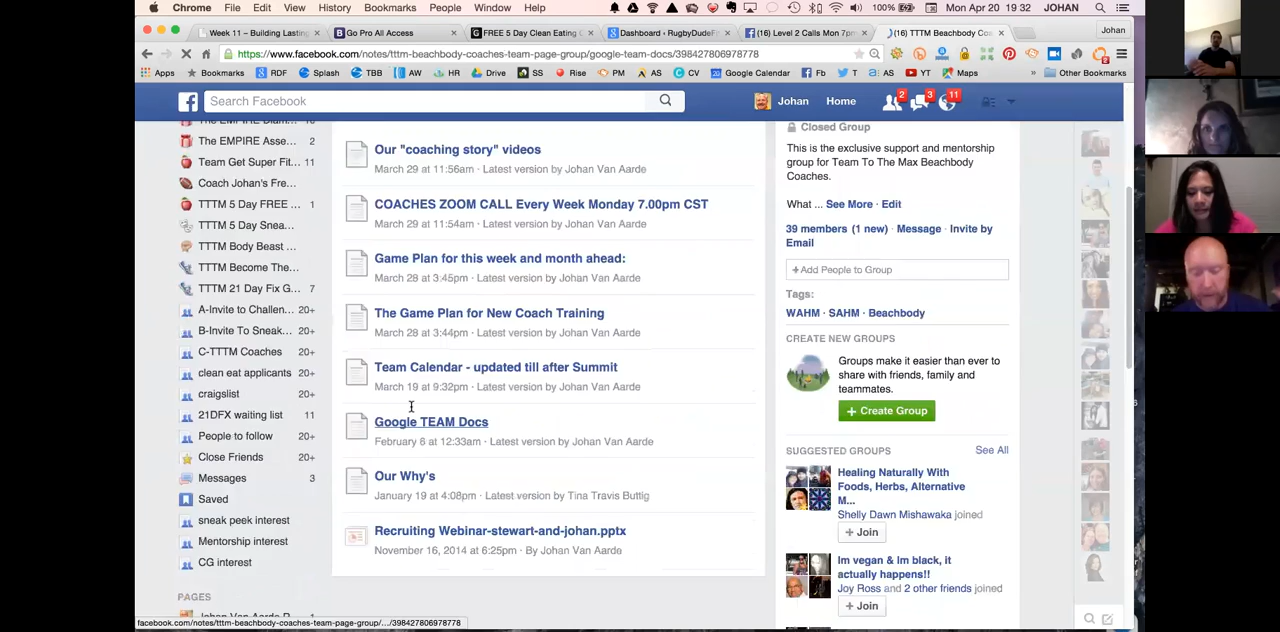 Chrome File Edit View History Bookmarks People Window Help 100% Mon Apr 20 19:32 JOHAN
Week 11 – Building Lasting
Go Pro All Access
FREE 5 Day Clean Eating C
Dashboard ‹ RugbyDudeFit
(16) Level 2 Calls Mon 7pm
(16) TTTM Beachbody Co
Johan
https://www.facebook.com/notes/tttm-beachbody-coaches-team-page-group/google-team-docs/398427806978778
Apps Bookmarks RDF Splash TBB AW HR Drive SS Rise PM AS CV Google Calendar Fb T AS YT Maps » Other Bookmarks
Search Facebook
Johan Home 2 3 11
The EMPIRE Diam...
The EMPIRE Asse... 2
Team Get Super Fit... 11
Coach Johan's Fre...
TTTM 5 Day FREE ... 1
TTTM 5 Day Snea...
TTTM Body Beast ...
TTTM Become The...
TTTM 21 Day Fix G... 7
A-Invite to Challen... 20+
B-Invite To Sneak... 20+
C-TTTM Coaches 20+
clean eat applicants 20+
craigslist 20+
21DFX waiting list 11
People to follow 20+
Close Friends 20+
Messages 3
Saved
sneak peek interest
Mentorship interest
CG interest
PAGES
Our "coaching story" videos
March 29 at 11:56am · Latest version by Johan Van Aarde
COACHES ZOOM CALL Every Week Monday 7.00pm CST
March 29 at 11:54am · Latest version by Johan Van Aarde
Game Plan for this week and month ahead:
March 28 at 3:45pm · Latest version by Johan Van Aarde
The Game Plan for New Coach Training
March 28 at 3:44pm · Latest version by Johan Van Aarde
Team Calendar - updated till after Summit
March 19 at 9:32pm · Latest version by Johan Van Aarde
Google TEAM Docs
February 6 at 12:33am · Latest version by Johan Van Aarde
Our Why's
January 19 at 4:08pm · Latest version by Tina Travis Buttig
Recruiting Webinar-stewart-and-johan.pptx
November 16, 2014 at 6:25pm · By Johan Van Aarde
Closed Group
This is the exclusive support and mentorship
group for Team To The Max Beachbody
Coaches.
What ... See More · Edit
39 members (1 new) · Message · Invite by
Email
+ Add People to Group
Tags:
WAHM · SAHM · Beachbody
CREATE NEW GROUPS
Groups make it easier than ever to
share with friends, family and
teammates.
+ Create Group
SUGGESTED GROUPS See All
Healing Naturally With
Foods, Herbs, Alternative
M...
Shelly Dawn Mishawaka joined
+ Join
Im vegan & Im black, it
actually happens!!
Joy Ross and 2 other friends joined
+ Join
facebook.com/notes/tttm-beachbody-coaches-team-page-group/.../398427806978778